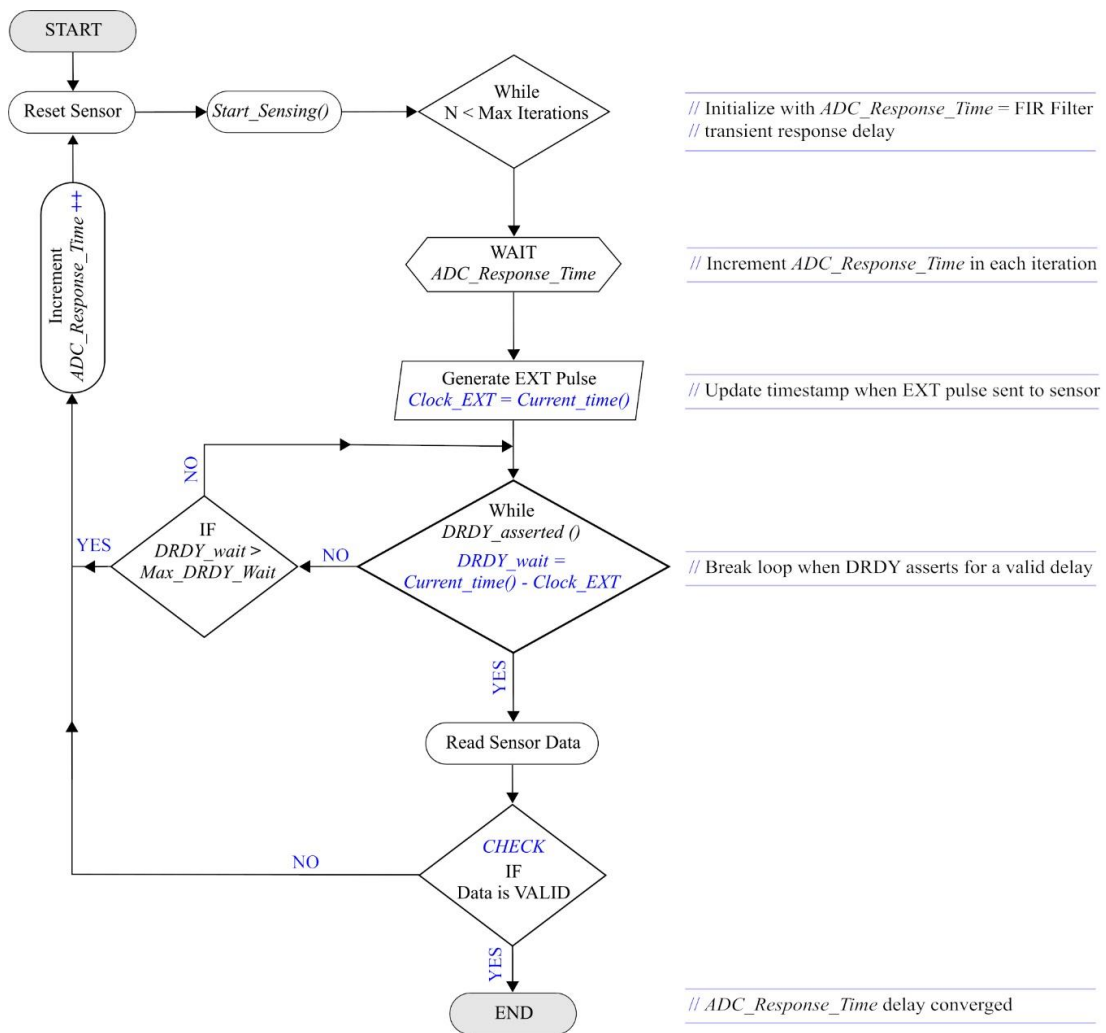 START
Reset Sensor
Start_Sensing()
While
N < Max Iterations
// Initialize with ADC_Response_Time = FIR Filter
// transient response delay
Increment
ADC_Response_Time ++
WAIT
ADC_Response_Time
// Increment ADC_Response_Time in each iteration
Generate EXT Pulse
Clock_EXT = Current_time()
// Update timestamp when EXT pulse sent to sensor
NO
While
DRDY_asserted ()
DRDY_wait =
Current_time() - Clock_EXT
NO
IF
DRDY_wait >
Max_DRDY_Wait
YES
// Break loop when DRDY asserts for a valid delay
YES
Read Sensor Data
CHECK
IF
Data is VALID
NO
YES
END
// ADC_Response_Time delay converged